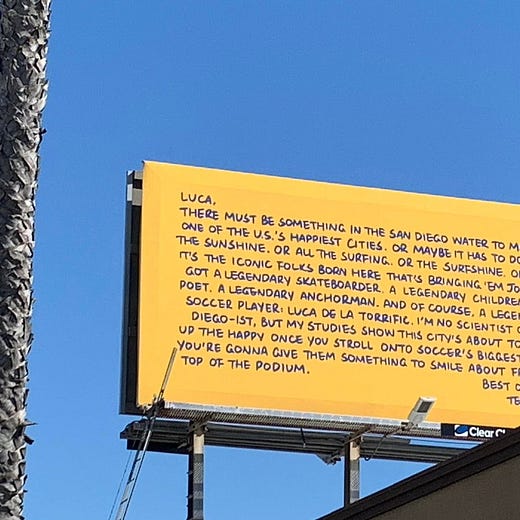 LUCA,
THERE MUST BE SOMETHING IN THE SAN DIEGO WATER TO
ONE OF THE U.S.'S HAPPIEST CITIES. OR MAYBE IT HAS TO
THE SUNSHINE. OR ALL THE SURFING. OR THE SURFSHINE.
IT'S THE ICONIC FOLKS BORN HERE THAT'S BRINGING 'EM
GOT A LEGENDARY SKATEBOARDER. A LEGENDARY
POET. A LEGENDARY ANCHORMAN. AND OF COURSE, A
SOCCER PLAYER: LUCA DE LA TORRIFIC. I'M NO SCIENTIST
DIEGO-IST, BUT MY STUDIES SHOW THIS CITY'S ABOUT TO
UP THE HAPPY ONCE YOU STROLL ONTO SOCCER'S
YOU'RE GONNA GIVE THEM SOMETHING TO SMILE ABOUT
TOP OF THE PODIUM.
BEST
Clear